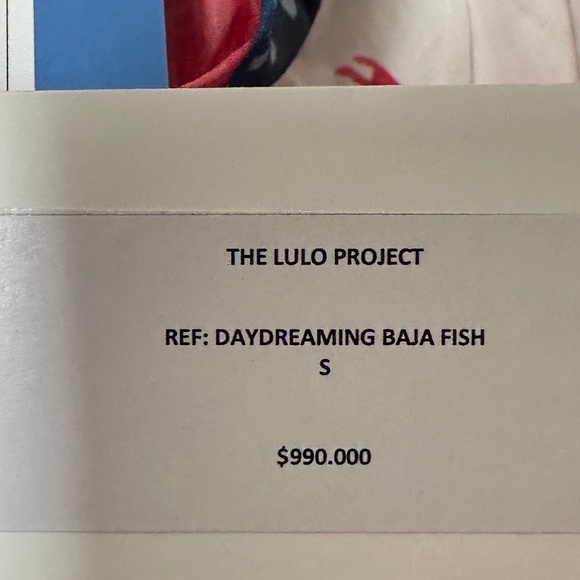 THE LULO PROJECT
REF: DAYDREAMING BAJA FISH
S
$990.000